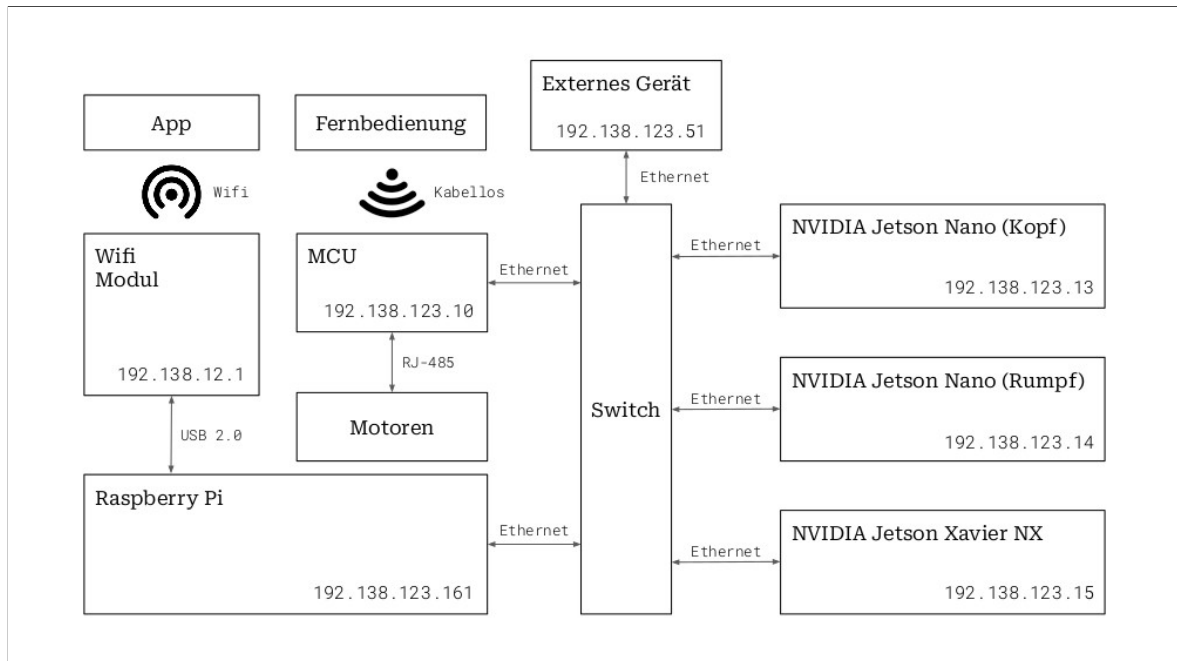 App
Wifi
Wifi
Modul
192.138.12.1
USB 2.0
Raspberry Pi
192.138.123.161
Fernbedienung
Kabellos
MCU
192.138.123.10
RJ-485
Motoren
Ethernet
Ethernet
Externes Gerät
192.138.123.51
Ethernet
Switch
Ethernet
NVIDIA Jetson Nano (Kopf)
192.138.123.13
Ethernet
NVIDIA Jetson Nano (Rumpf)
192.138.123.14
Ethernet
NVIDIA Jetson Xavier NX
192.138.123.15